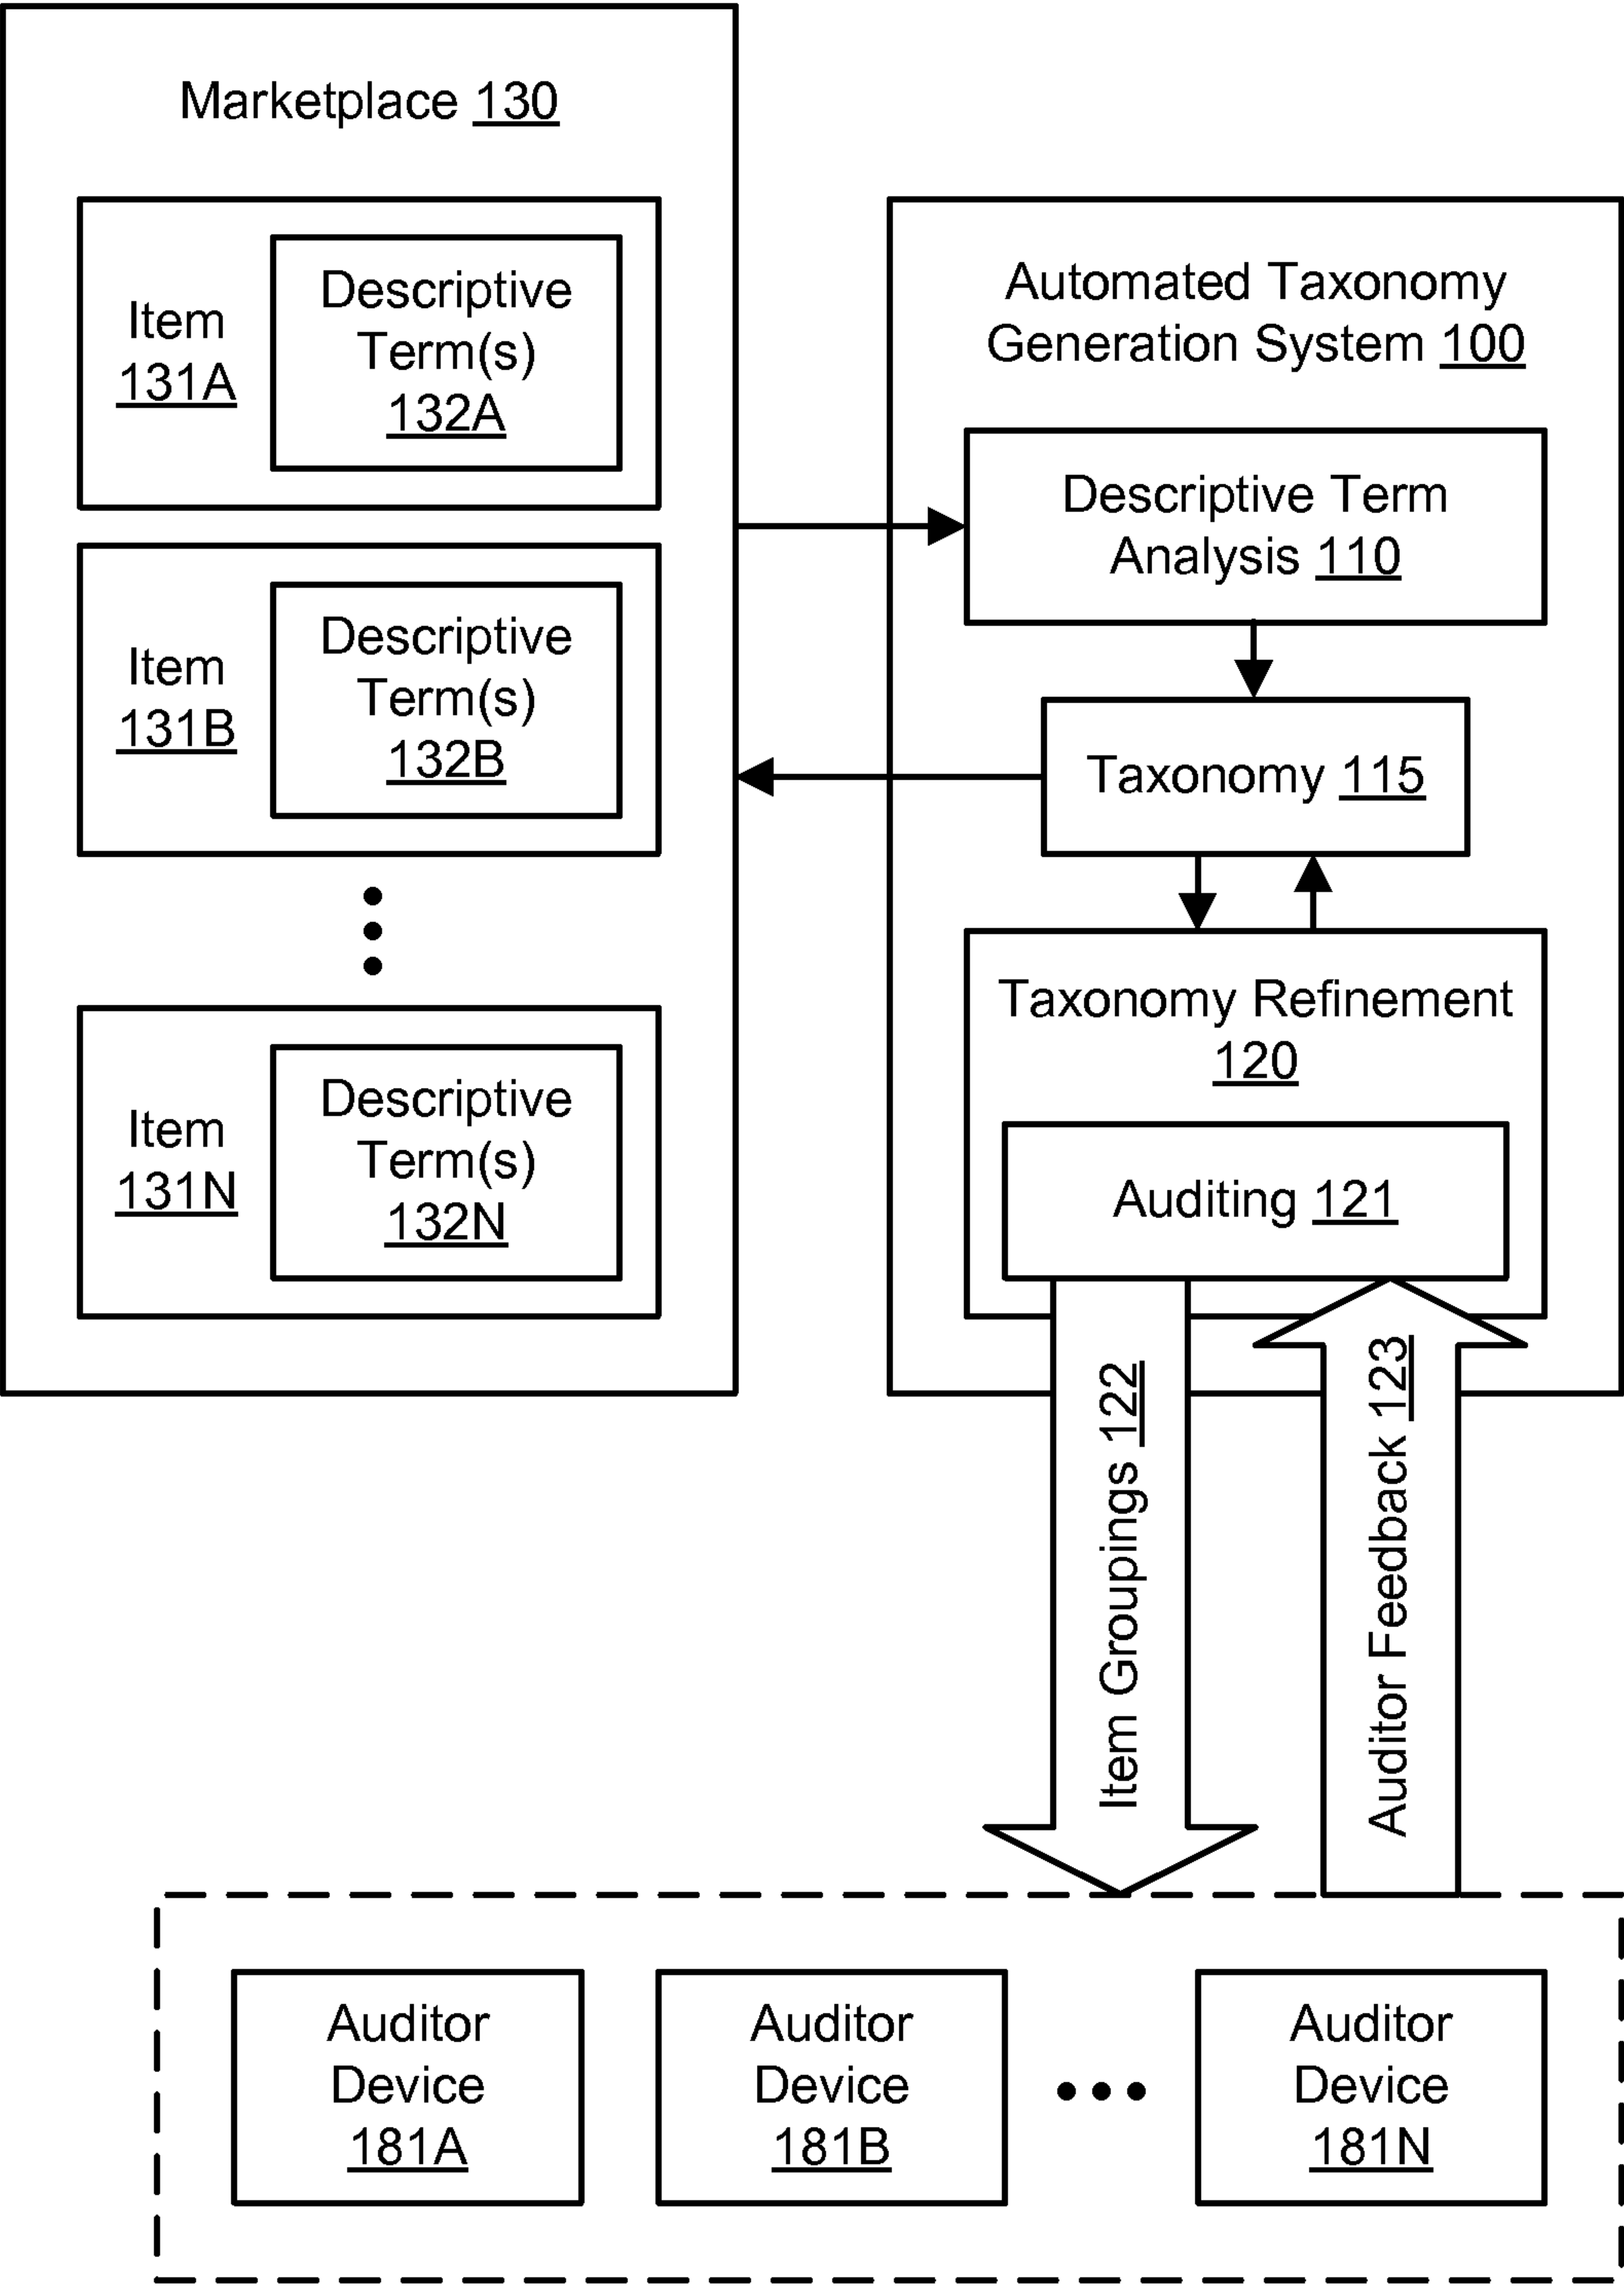 Marketplace 130
Item
131A
Descriptive
Term(s)
132A
Item
131B
Descriptive
Term(s)
132B
Item
131N
Descriptive
Term(s)
132N
Automated Taxonomy
Generation System 100
Descriptive Term
Analysis 110
Taxonomy 115
Taxonomy Refinement
120
Auditing 121
Item Groupings 122
Auditor Feedback 123
Auditor
Device
181A
Auditor
Device
181B
Auditor
Device
181N